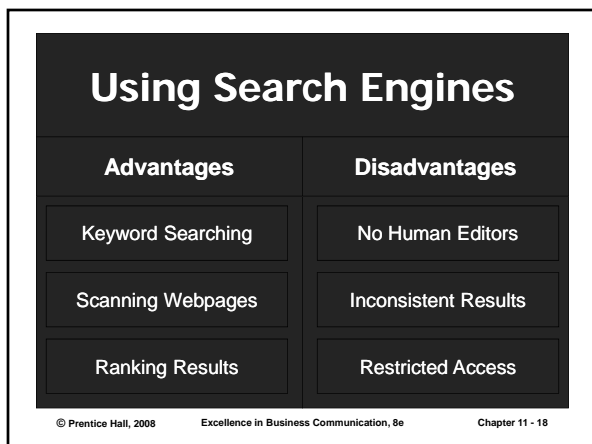 Using Search Engines
Advantages Disadvantages
Keyword Searching No Human Editors
Scanning Webpages Inconsistent Results
Ranking Results Restricted Access
© Prentice Hall, 2008 Excellence in Business Communication, 8e Chapter 11 - 18